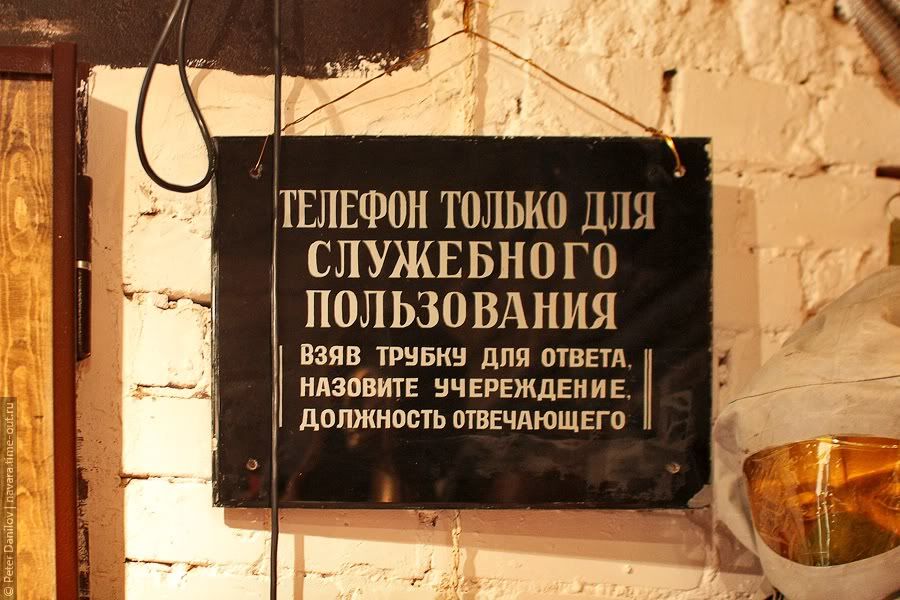 ТЕЛЕФОН ТОЛЬКО ДЛЯ
СЛУЖЕБНОГО
ПОЛЬЗОВАНИЯ
ВЗЯВ ТРУБКУ ДЛЯ ОТВЕТА,
НАЗОВИТЕ УЧЕРЕЖДЕНИЕ,
ДОЛЖНОСТЬ ОТВЕЧАЮЩЕГО
© Peter Danilov | navara.time-out.ru